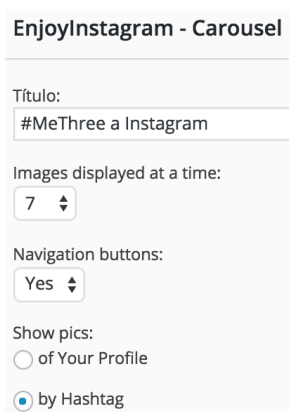 EnjoyInstagram - Carousel
Título:
#MeThree a Instagram
Images displayed at a time:
7
Navigation buttons:
Yes
Show pics:
of Your Profile
by Hashtag